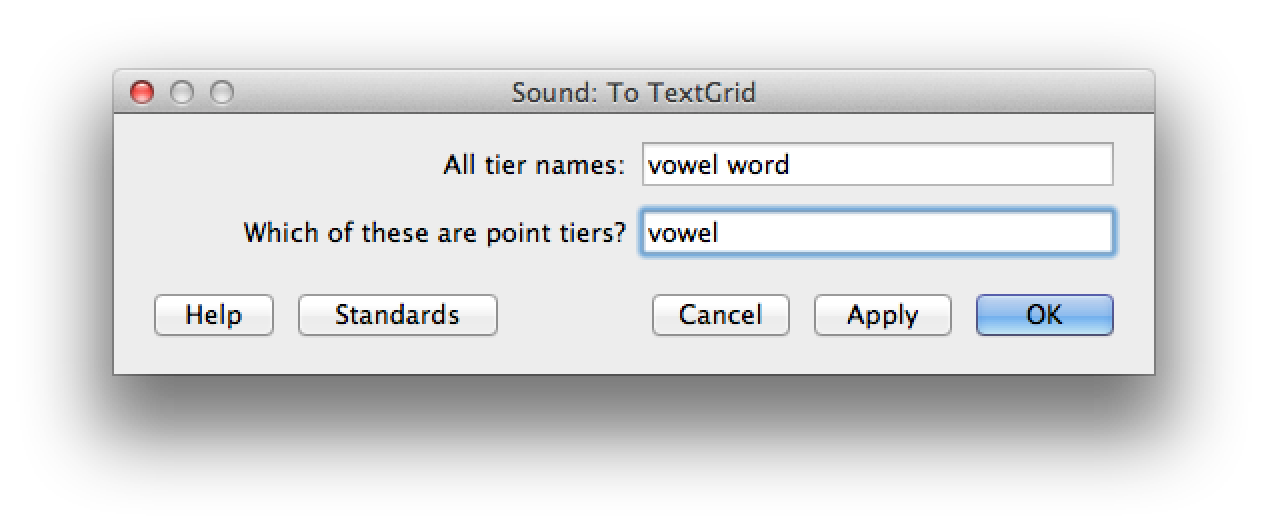 Sound: To TextGrid
All tier names: vowel word
Which of these are point tiers? vowel
Help Standards Cancel Apply OK